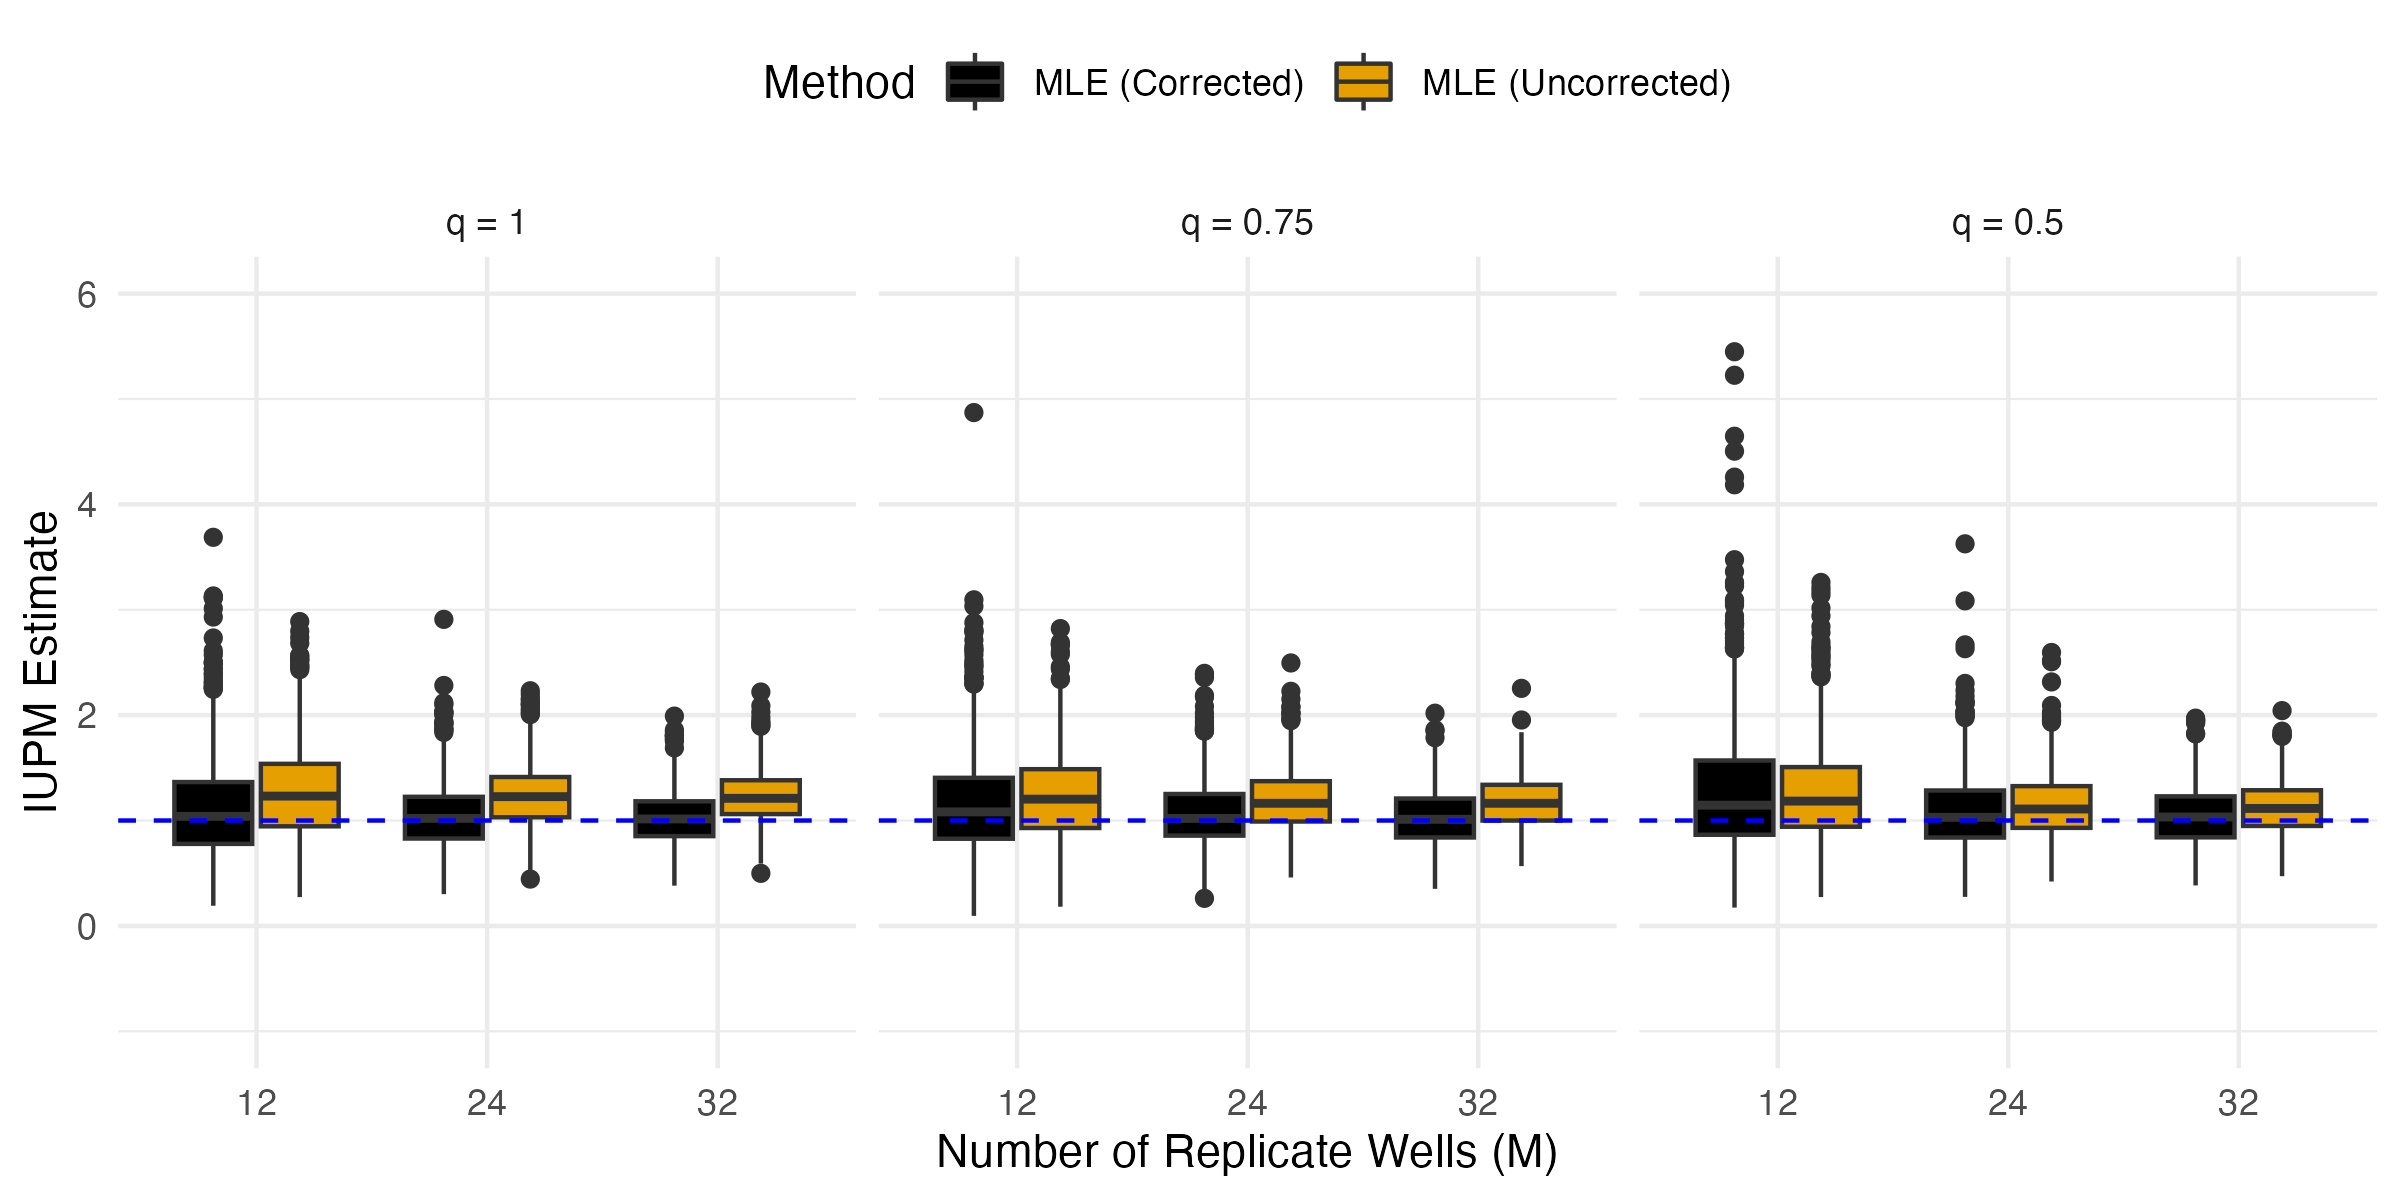 Method MLE (Corrected) MLE (Uncorrected)
q = 1 q = 0.75 q = 0.5
6
4
2
0
IUPM Estimate
12 24 32 12 24 32 12 24 32
Number of Replicate Wells (M)